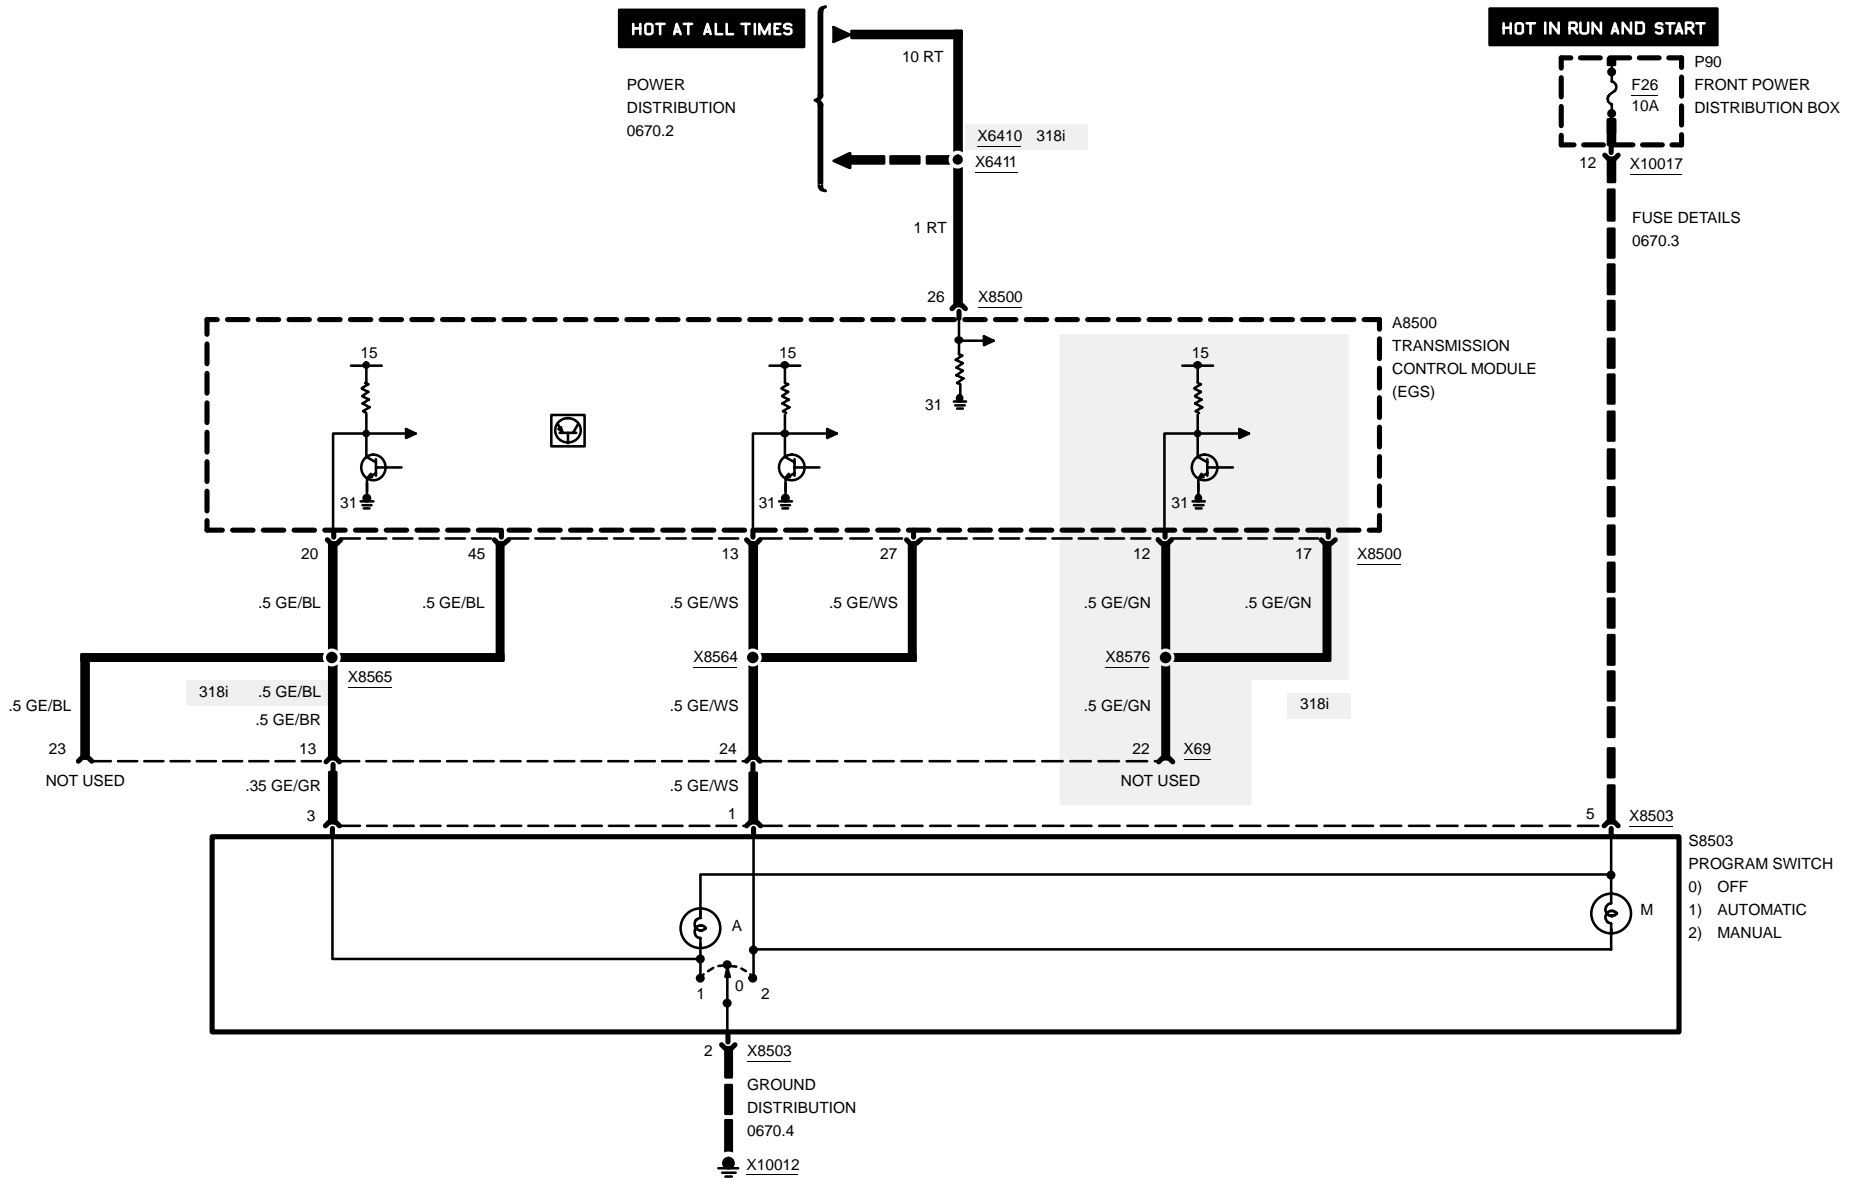 HOT AT ALL TIMES
HOT IN RUN AND START
POWER
DISTRIBUTION
0670.2
10 RT
X6410 318i
X6411
1 RT
26 X8500
F26
10A
P90
FRONT POWER
DISTRIBUTION BOX
12 X10017
FUSE DETAILS
0670.3
A8500
TRANSMISSION
CONTROL MODULE
(EGS)
15
15
15
31
31
31
31
20
45
13
27
12
17
X8500
.5 GE/BL
.5 GE/BL
.5 GE/WS
.5 GE/WS
.5 GE/GN
.5 GE/GN
X8565
X8564
X8576
318i .5 GE/BL
.5 GE/BL
.5 GE/BR
.5 GE/WS
.5 GE/GN
318i
23
13
24
22 X69
NOT USED
NOT USED
.35 GE/GR
.5 GE/WS
3
1
5 X8503
S8503
PROGRAM SWITCH
0) OFF
1) AUTOMATIC
2) MANUAL
A
M
1
0
2
2 X8503
GROUND
DISTRIBUTION
0670.4
X10012